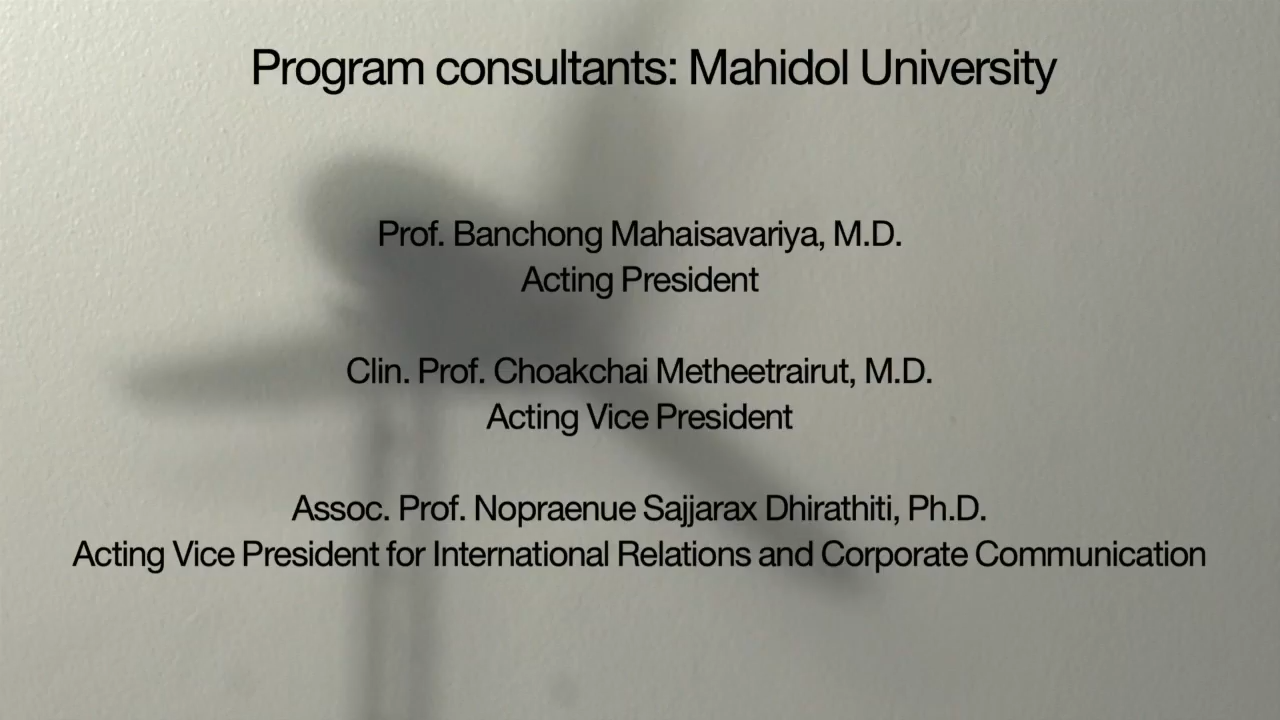 Program consultants: Mahidol University
Prof. Banchong Mahaisavariya, M.D.
Acting President
Clin. Prof. Choakchai Metheetrairut, M.D.
Acting Vice President
Assoc. Prof. Nopraenue Sajjarax Dhirathiti, Ph.D.
Acting Vice President for International Relations and Corporate Communication